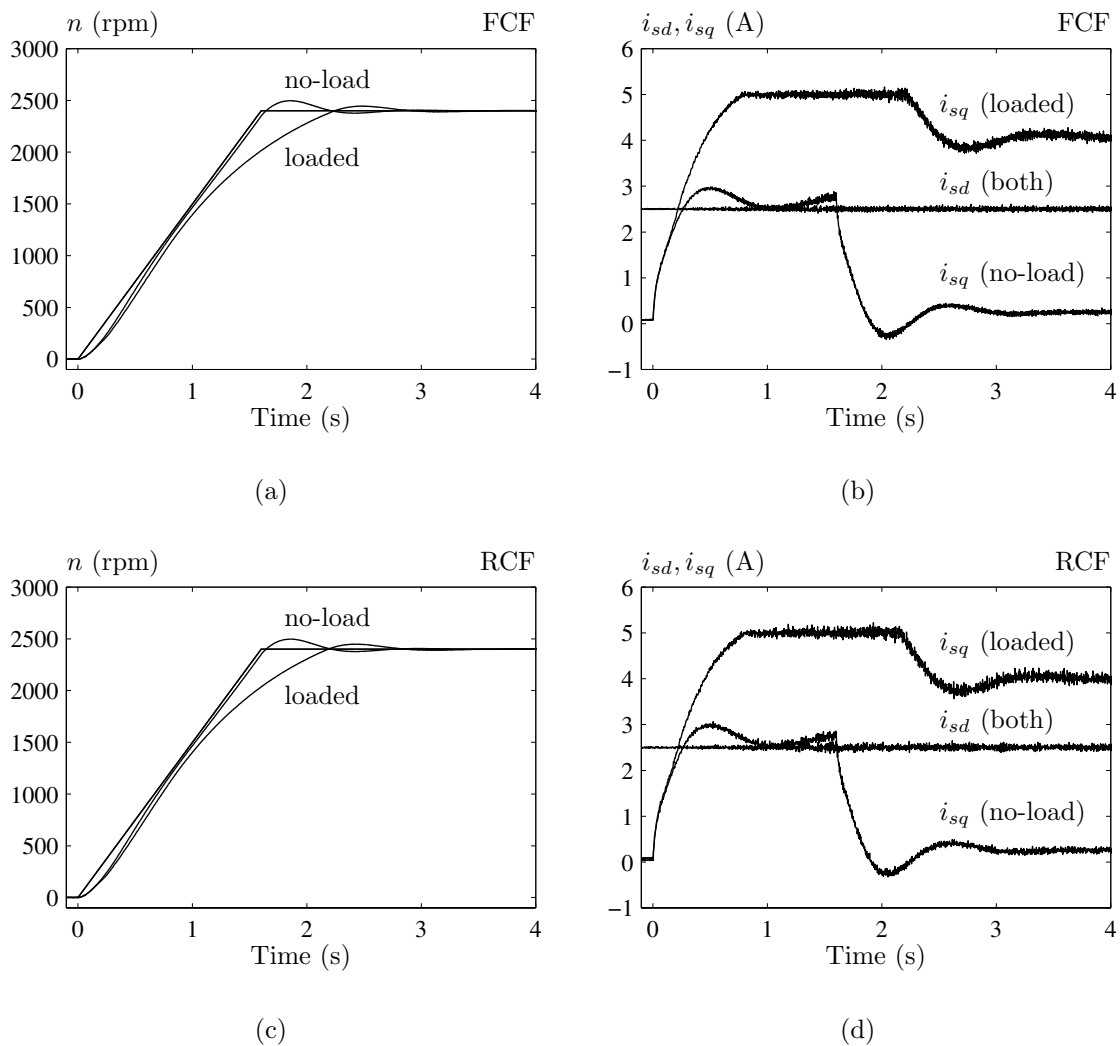 n (rpm)
FCF
3000
2500
2000
1500
1000
500
0
no-load
loaded
0 1 2 3 4
Time (s)
(a)
i_sd, i_sq (A)
FCF
6
5
4
3
2
1
0
−1
i_sq (loaded)
i_sd (both)
i_sq (no-load)
0 1 2 3 4
Time (s)
(b)
n (rpm)
RCF
3000
2500
2000
1500
1000
500
0
no-load
loaded
0 1 2 3 4
Time (s)
(c)
i_sd, i_sq (A)
RCF
6
5
4
3
2
1
0
−1
i_sq (loaded)
i_sd (both)
i_sq (no-load)
0 1 2 3 4
Time (s)
(d)